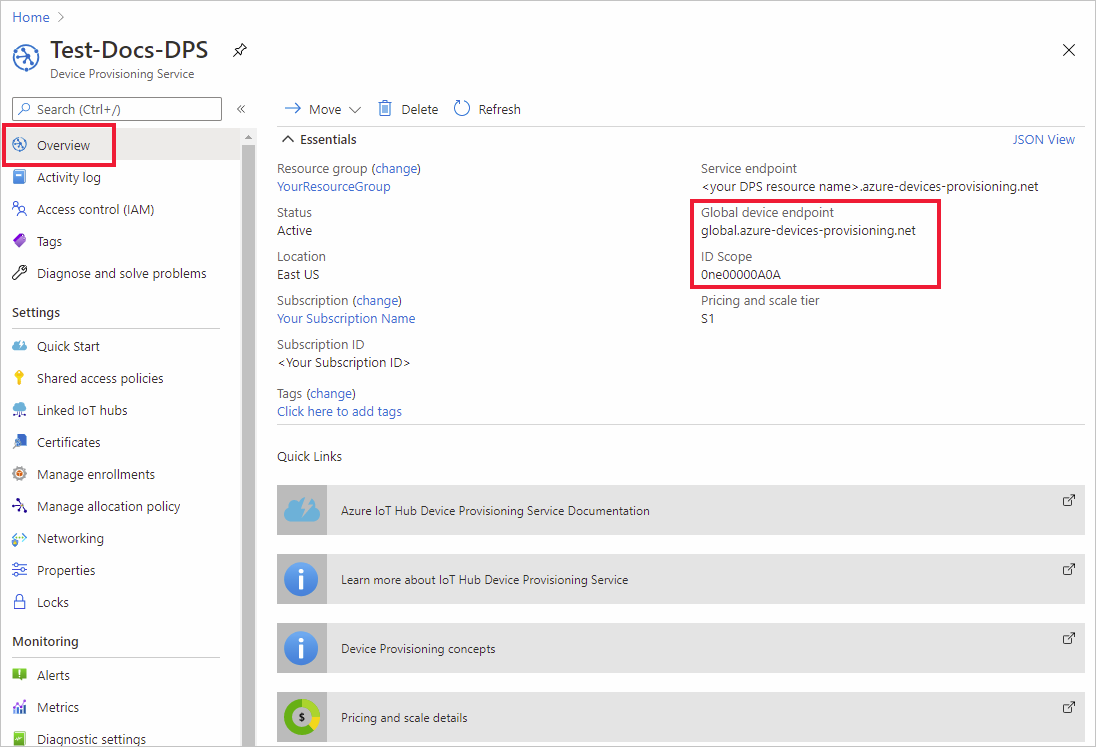 Home
Test-Docs-DPS
Device Provisioning Service
Search (Ctrl+/)
Overview
Activity log
Access control (IAM)
Tags
Diagnose and solve problems
Settings
Quick Start
Shared access policies
Linked IoT hubs
Certificates
Manage enrollments
Manage allocation policy
Networking
Properties
Locks
Monitoring
Alerts
Metrics
Diagnostic settings
Move
Delete
Refresh
Essentials
JSON View
Resource group (change)
YourResourceGroup
Status
Active
Location
East US
Subscription (change)
Your Subscription Name
Subscription ID
<Your Subscription ID>
Tags (change)
Click here to add tags
Service endpoint
<your DPS resource name>.azure-devices-provisioning.net
Global device endpoint
global.azure-devices-provisioning.net
ID Scope
0ne00000A0A
Pricing and scale tier
S1
Quick Links
Azure IoT Hub Device Provisioning Service Documentation
Learn more about IoT Hub Device Provisioning Service
Device Provisioning concepts
Pricing and scale details